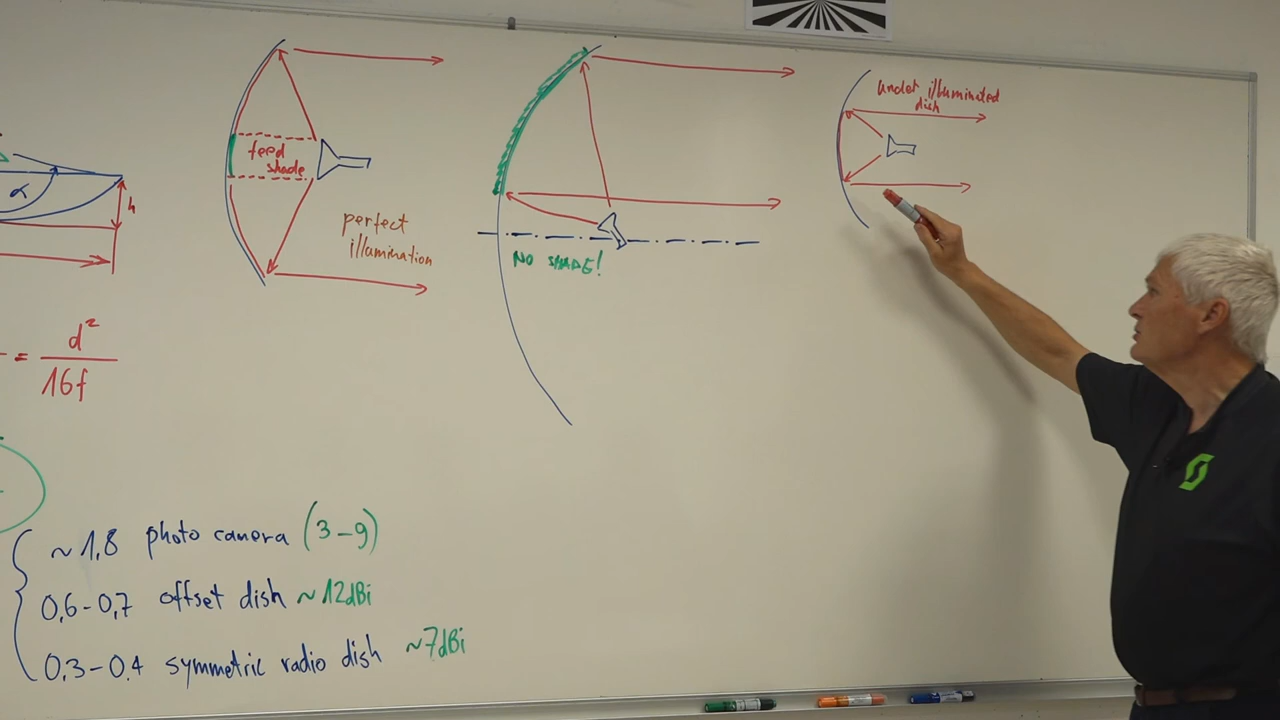 α
h
= d²
16f
feed
shade
perfect
illumination
NO SHADE!
under illuminated
dish
~1,8 photo camera (3-9)
0,6-0,7 offset dish ~12dBi
0,3-0,4 symmetric radio dish ~7dBi